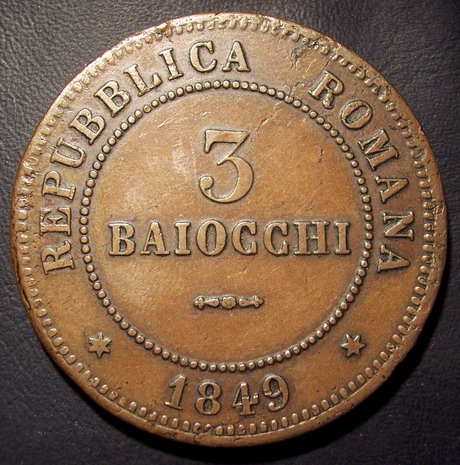 REPUBBLICA ROMANA
3
BAIOCCHI
1849